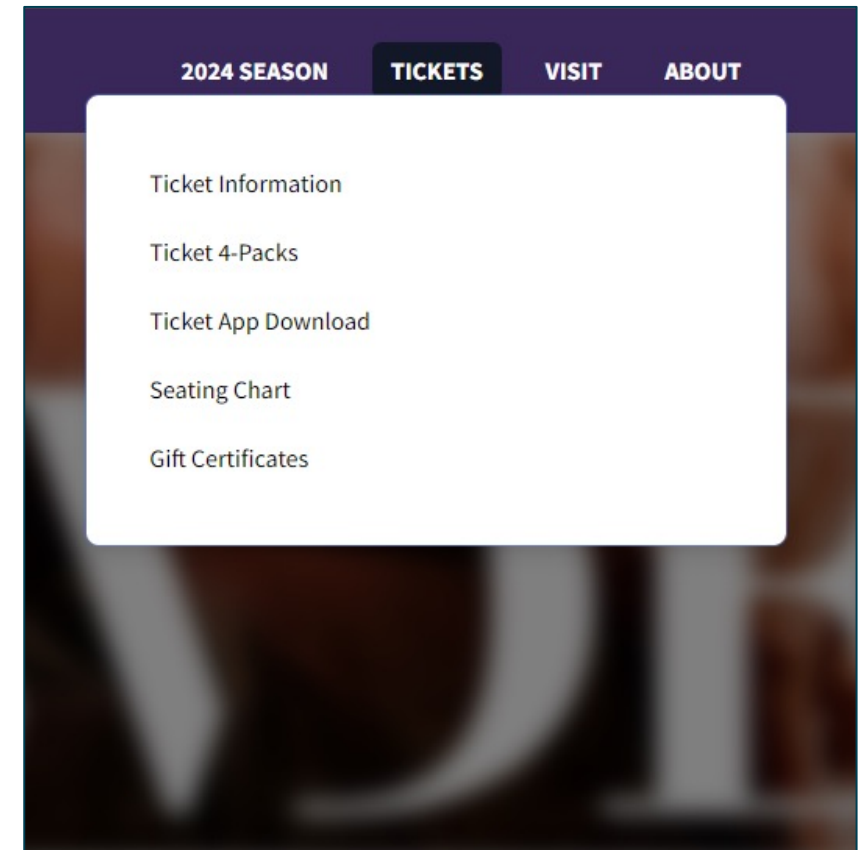 2024 SEASON TICKETS VISIT ABOUT
Ticket Information
Ticket 4-Packs
Ticket App Download
Seating Chart
Gift Certificates